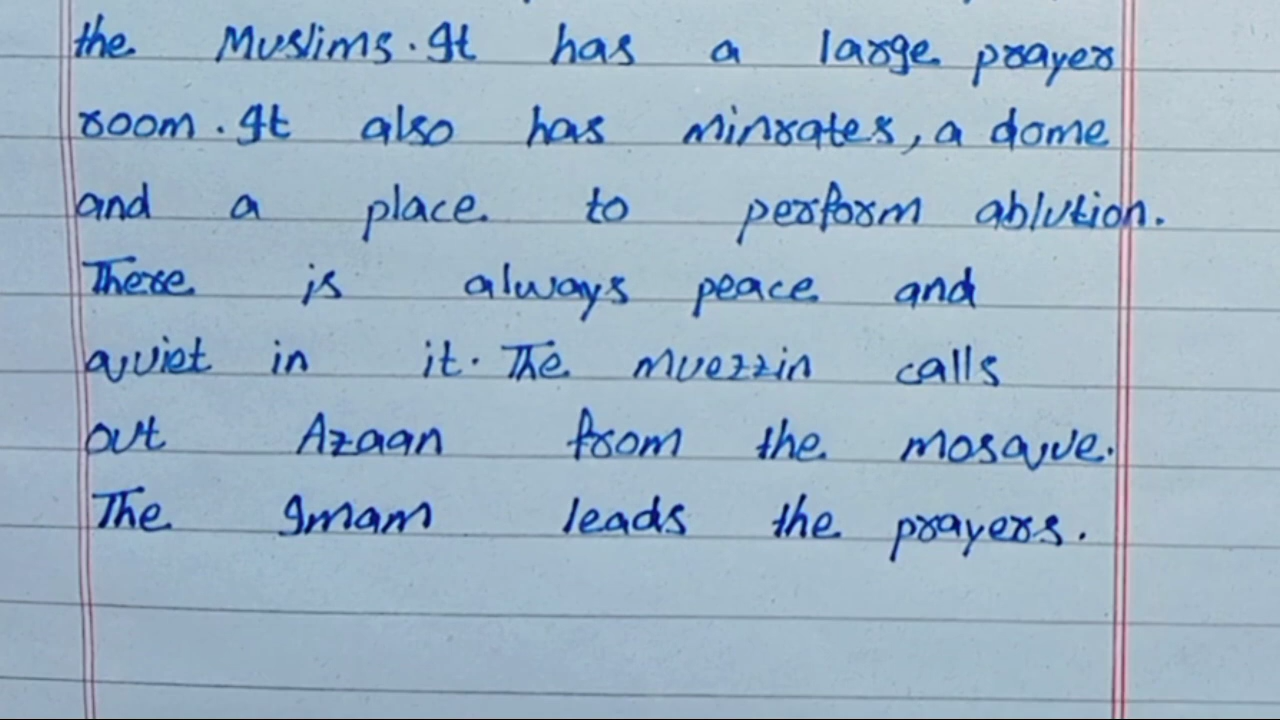 the Muslims. It has a large prayer
room. It also has minrates, a dome
and a place to perform ablution.
There is always peace and
quiet in it. The muezzin calls
out Azaan from the mosque.
The Imam leads the prayers.